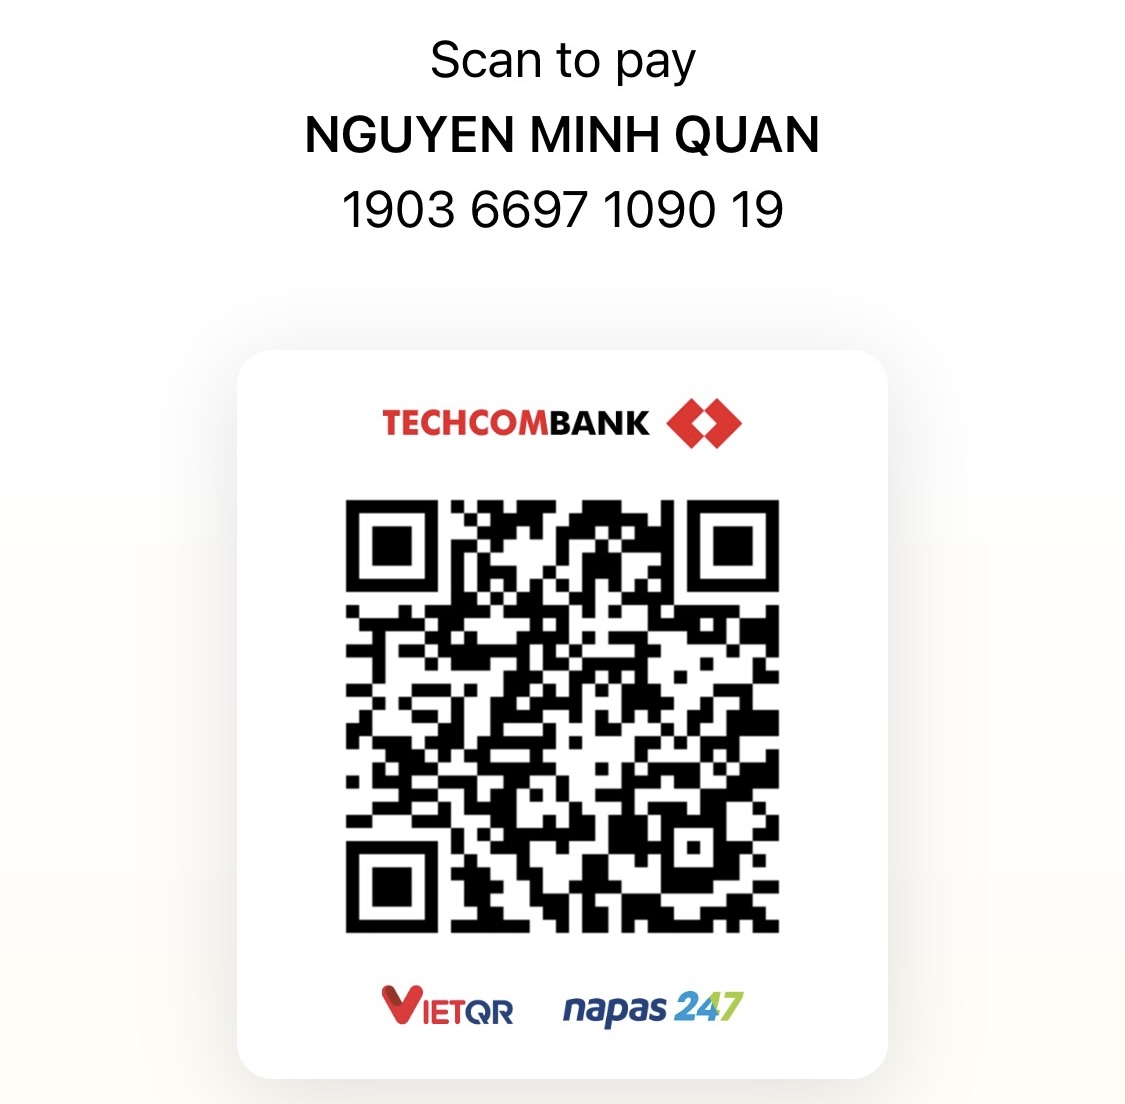 Scan to pay
NGUYEN MINH QUAN
1903 6697 1090 19
TECHCOMBANK
VIETQR
napas 247